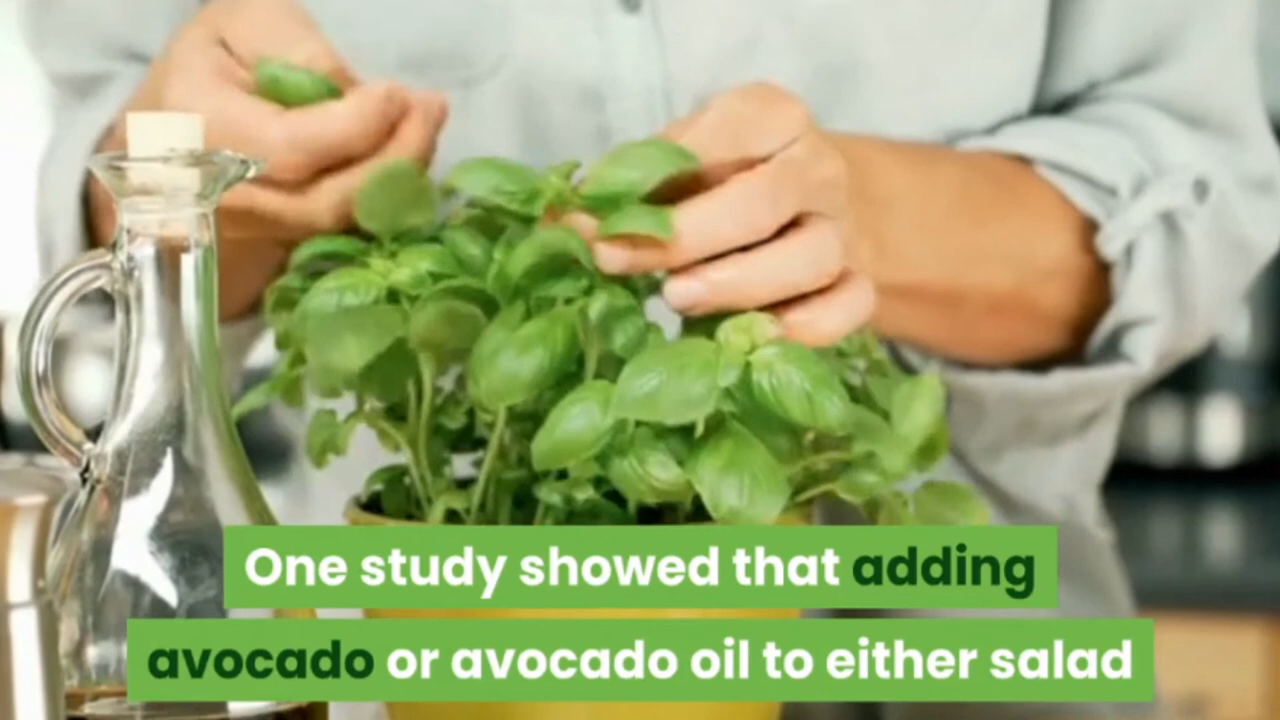 One study showed that adding
avocado or avocado oil to either salad